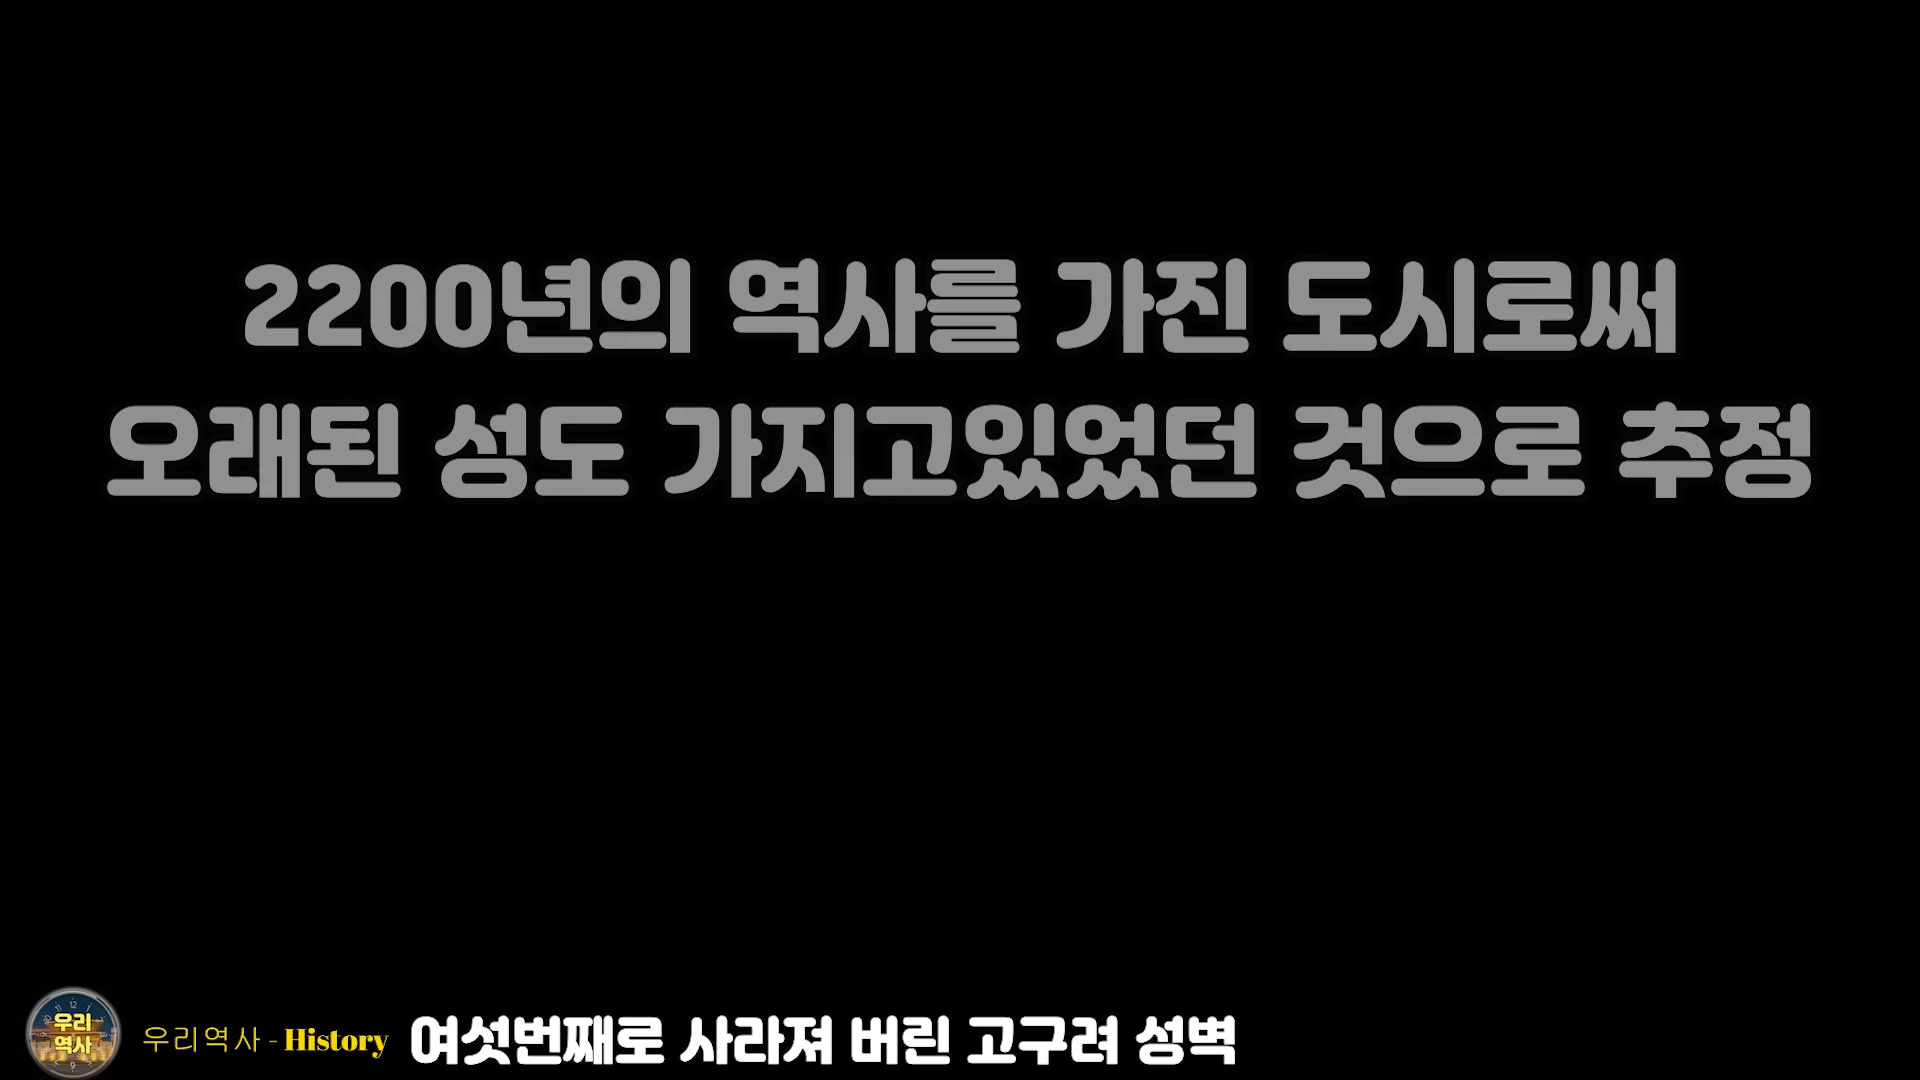 2200년의 역사를 가진 도시로써
오래된 성도 가지고있었던 것으로 추정
우리
역사
우리역사 - History 여섯번째로 사라져 버린 고구려 성벽